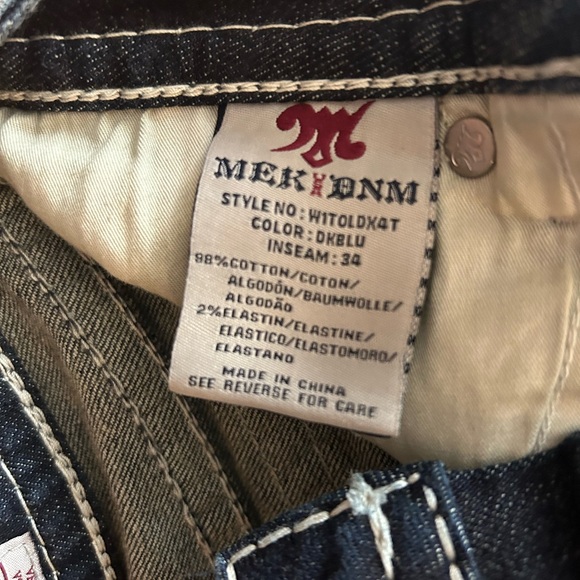 MEK DNM
STYLE NO: W1TOLDX4T
COLOR: DKBLU
INSEAM: 34
98%COTTON/COTON/
ALGODÓN/BAUMWOLLE/
ALGODÃO
2%ELASTIN/ELASTINE/
ELASTICO/ELASTOMORO/
ELASTANO
MADE IN CHINA
SEE REVERSE FOR CARE